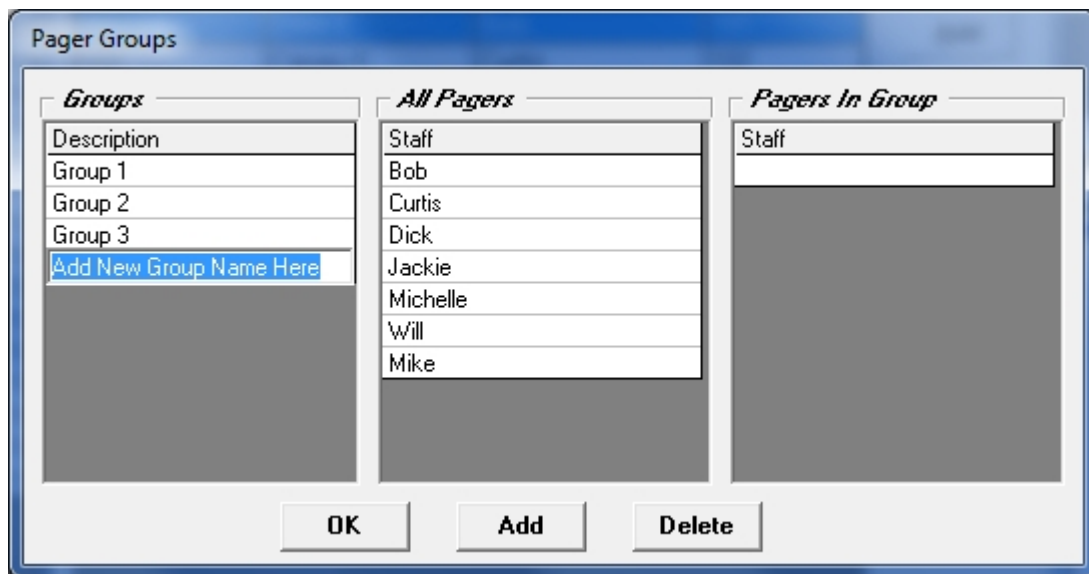 Pager Groups
Groups
Description
Group 1
Group 2
Group 3
Add New Group Name Here
All Pagers
Staff
Bob
Curtis
Dick
Jackie
Michelle
Will
Mike
Pagers In Group
Staff
OK
Add
Delete